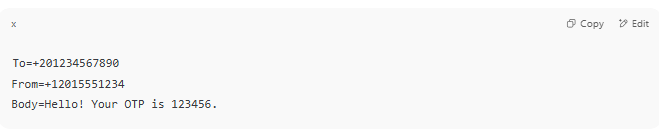 x
Copy Edit
To=+201234567890
From=+12015551234
Body=Hello! Your OTP is 123456.